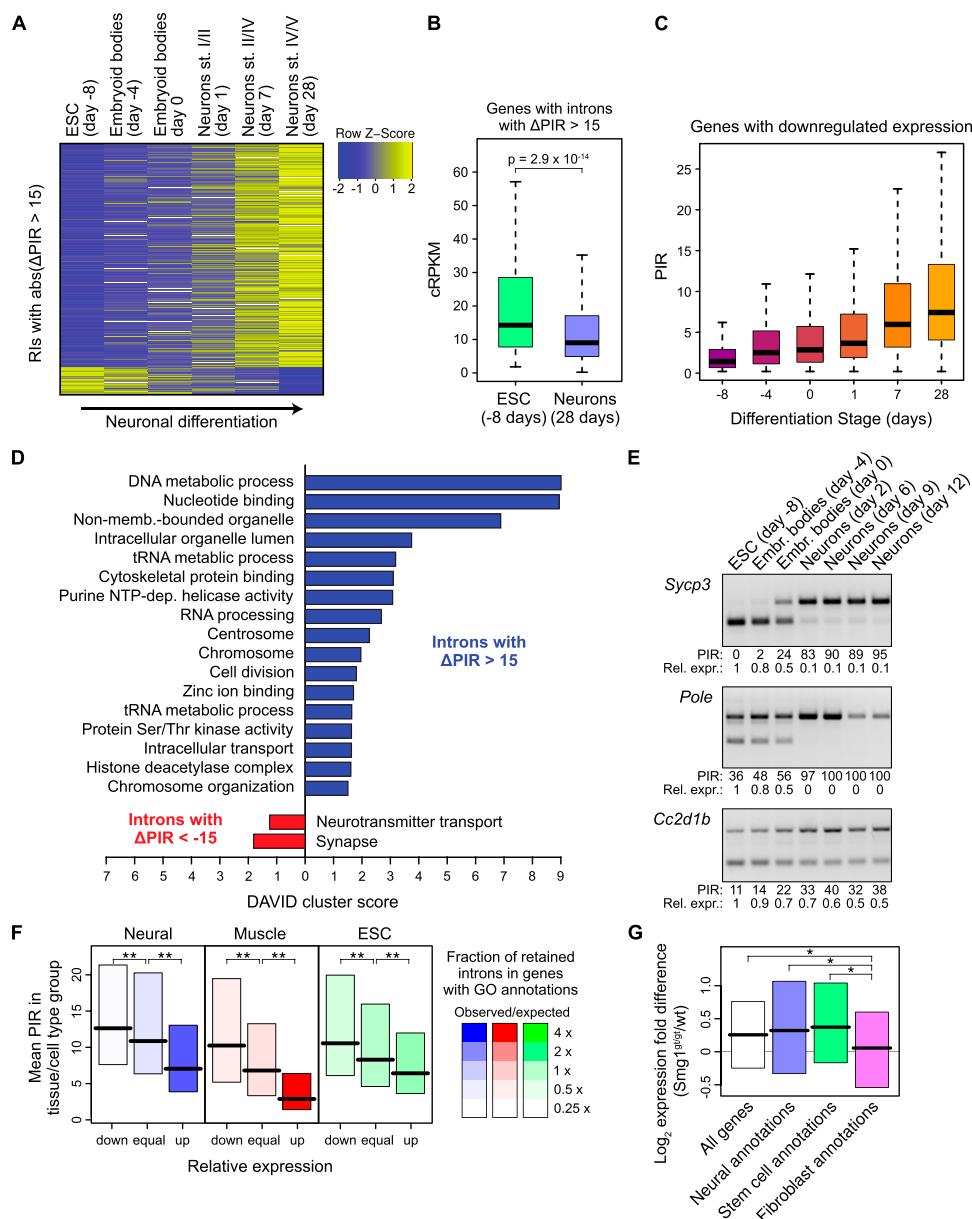 A
ESC
(day -8)
Embryoid bodies
(day -4)
Embryoid bodies
day 0
Neurons st. I/II
(day 1)
Neurons st. II/IV
(day 7)
Neurons st. IV/V
(day 28)
Row Z-Score
-2 -1 0 1 2
RIs with abs(ΔPIR > 15)
Neuronal differentiation
B
Genes with introns
with ΔPIR > 15
p = 2.9 x 10-14
cRPKM
60
50
40
30
20
10
0
ESC
(-8 days)
Neurons
(28 days)
C
Genes with downregulated expression
PIR
25
20
15
10
5
0
-8 -4 0 1 7 28
Differentiation Stage (days)
D
DNA metabolic process
Nucleotide binding
Non-memb.-bounded organelle
Intracellular organelle lumen
tRNA metablic process
Cytoskeletal protein binding
Purine NTP-dep. helicase activity
RNA processing
Centrosome
Chromosome
Cell division
Zinc ion binding
tRNA metabolic process
Protein Ser/Thr kinase activity
Intracellular transport
Histone deacetylase complex
Chromosome organization
Introns with
ΔPIR > 15
Introns with
ΔPIR < -15
Neurotransmitter transport
Synapse
7 6 5 4 3 2 1 0 1 2 3 4 5 6 7 8 9
DAVID cluster score
E
ESC (day -8)
Embr. bodies (day -4)
Embr. bodies (day 0)
Neurons (day 2)
Neurons (day 6)
Neurons (day 9)
Neurons (day 12)
Sycp3
PIR: 0 2 24 83 90 89 95
Rel. expr.: 1 0.8 0.5 0.1 0.1 0.1 0.1
Pole
PIR: 36 48 56 97 100 100 100
Rel. expr.: 1 0.8 0.5 0 0 0 0
Cc2d1b
PIR: 11 14 22 33 40 32 38
Rel. expr.: 1 0.9 0.7 0.7 0.6 0.5 0.5
F
Neural Muscle ESC
** ** ** ** ** **
Mean PIR in
tissue/cell type group
20
15
10
5
0
down equal up down equal up down equal up
Relative expression
Fraction of retained
introns in genes
with GO annotations
Observed/expected
4 x
2 x
1 x
0.5 x
0.25 x
G
*
*
*
Log2 expression fold difference
(Smg1gt/gt/wt)
1.0
0.5
0
-0.5
All genes
Neural annotations
Stem cell annotations
Fibroblast annotations